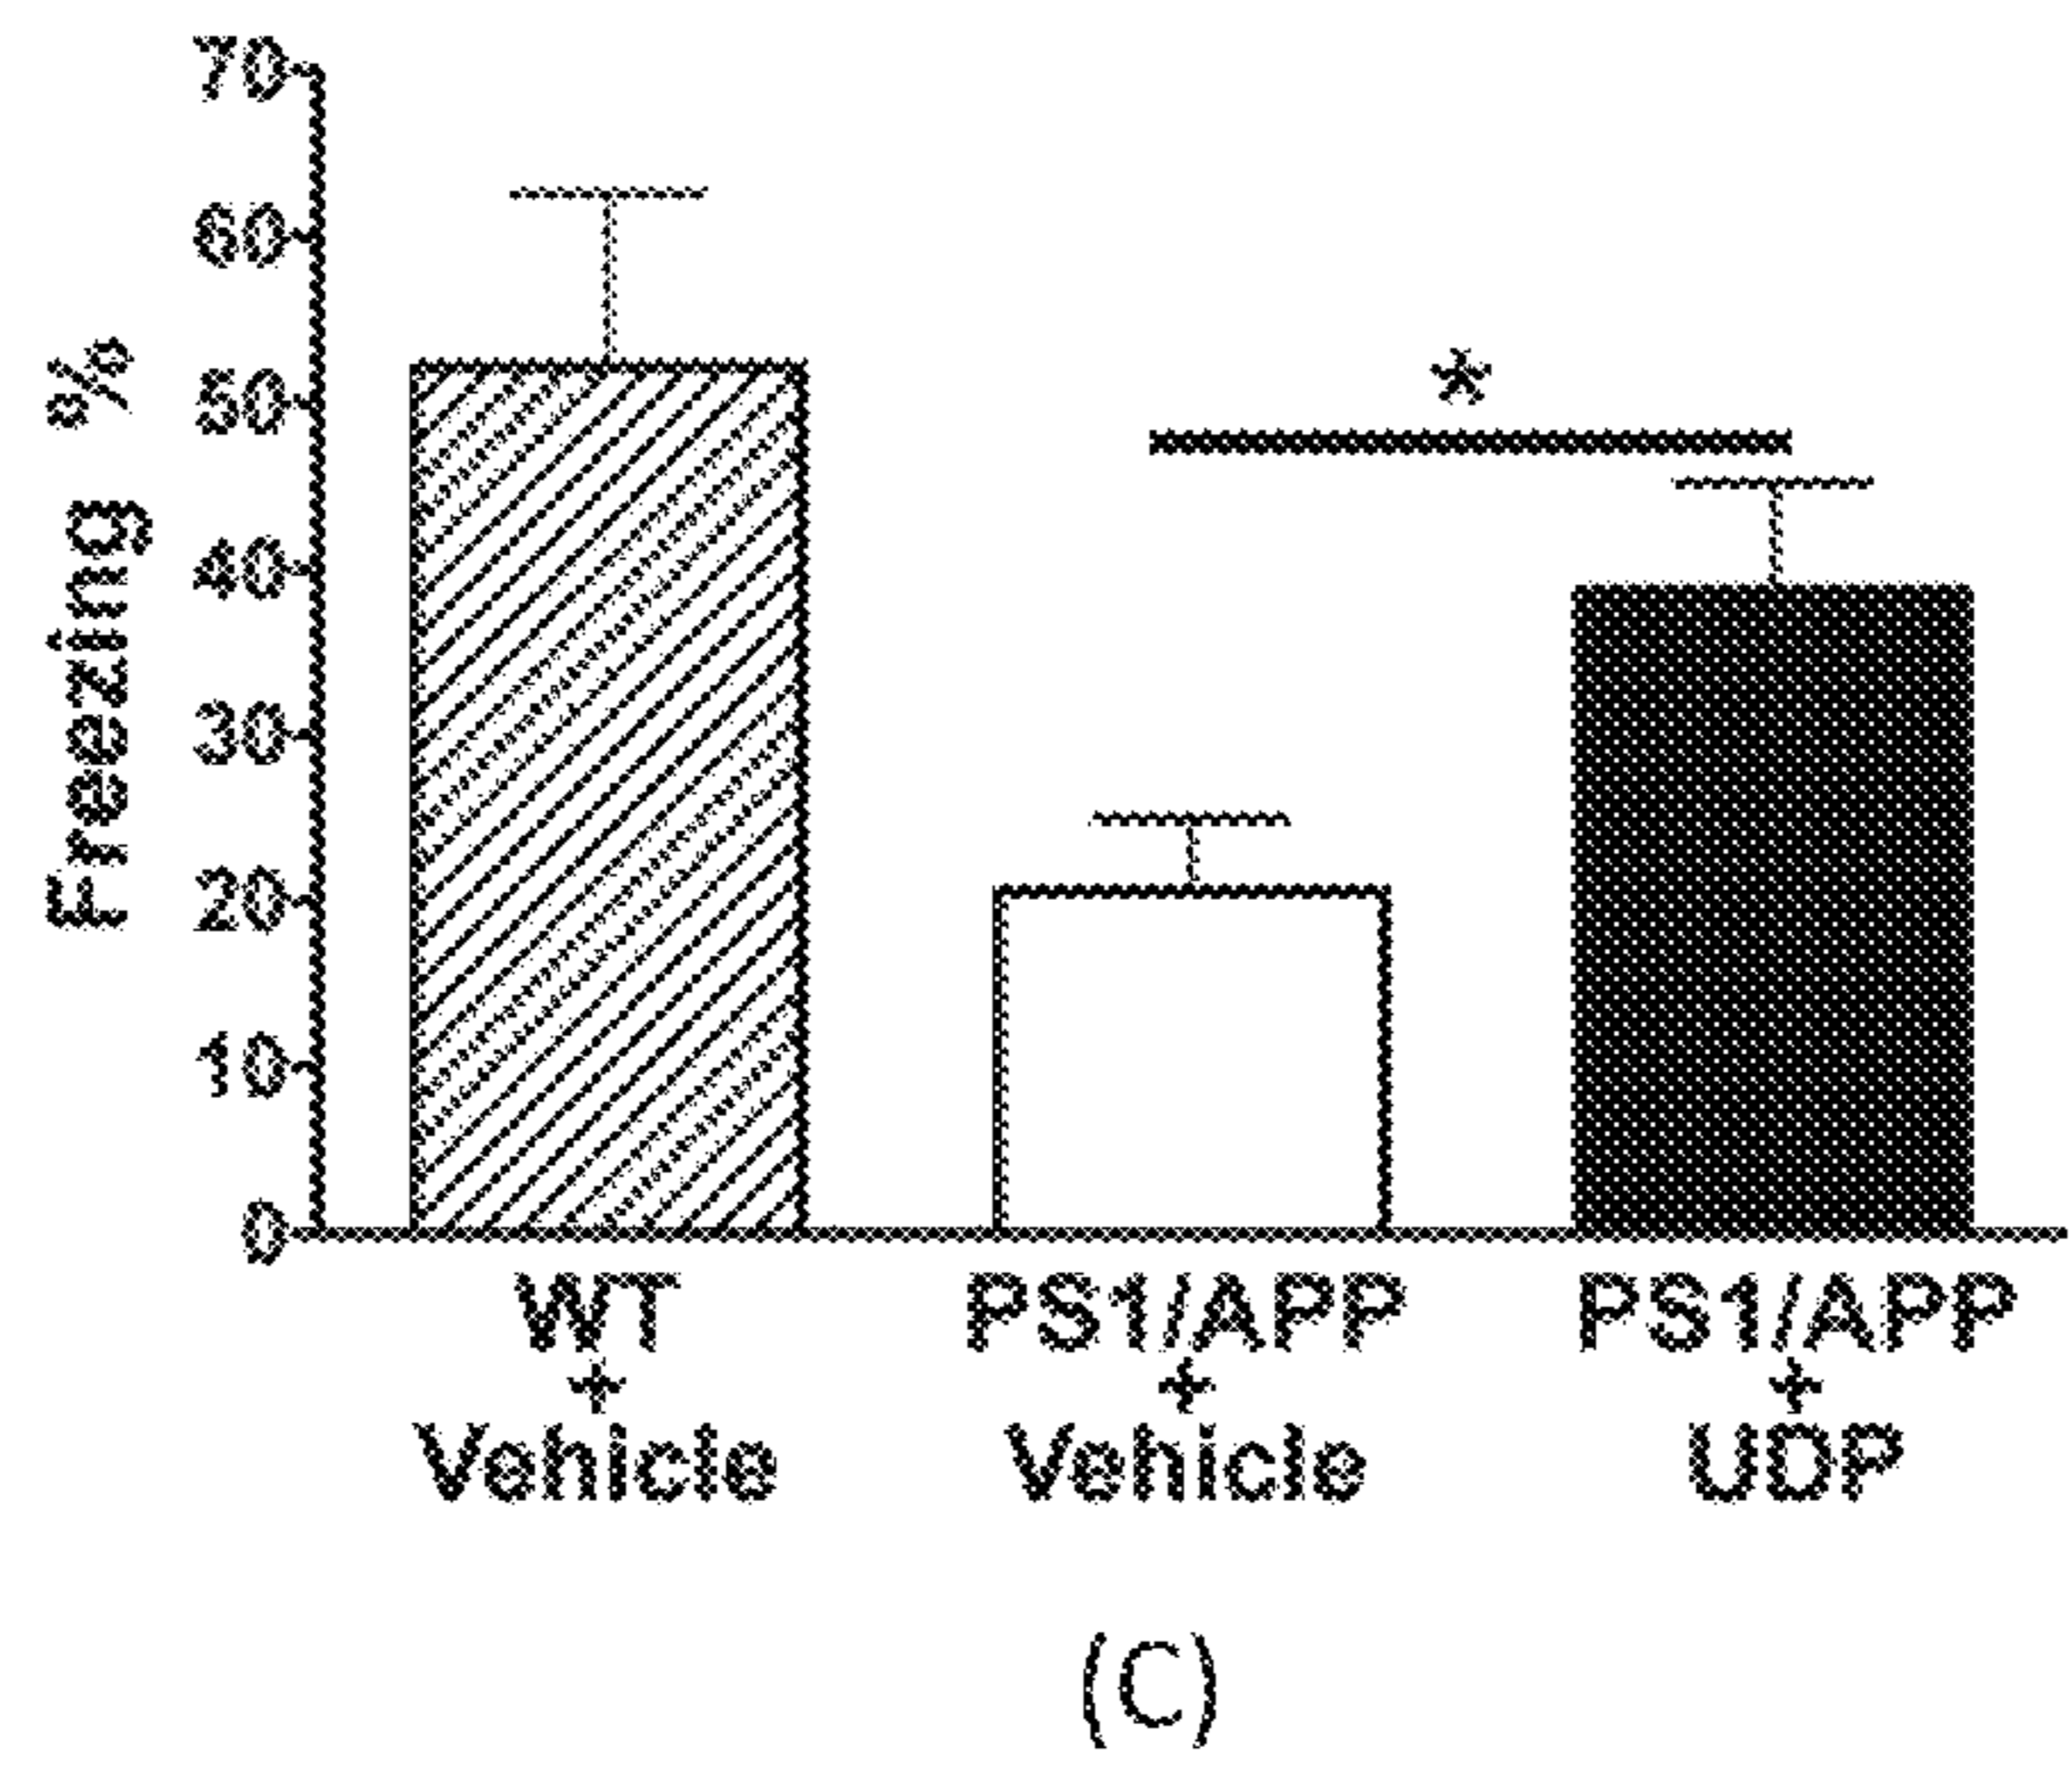 Freezing %
70
60
50
40
30
20
10
0
*
WT
+
Vehicle
PS1/APP
+
Vehicle
PS1/APP
+
UDP
(C)